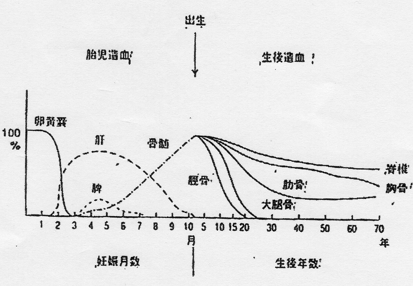 出生
胎児造血
生後造血
卵黄嚢
100
%
肝
骨髄
脾
脛骨
大腿骨
肋骨
脊椎
胸骨
1 2 3 4 5 6 7 8 9 10 5 10 15 20 30 40 50 60 70
月 年
妊娠月数
生後年数